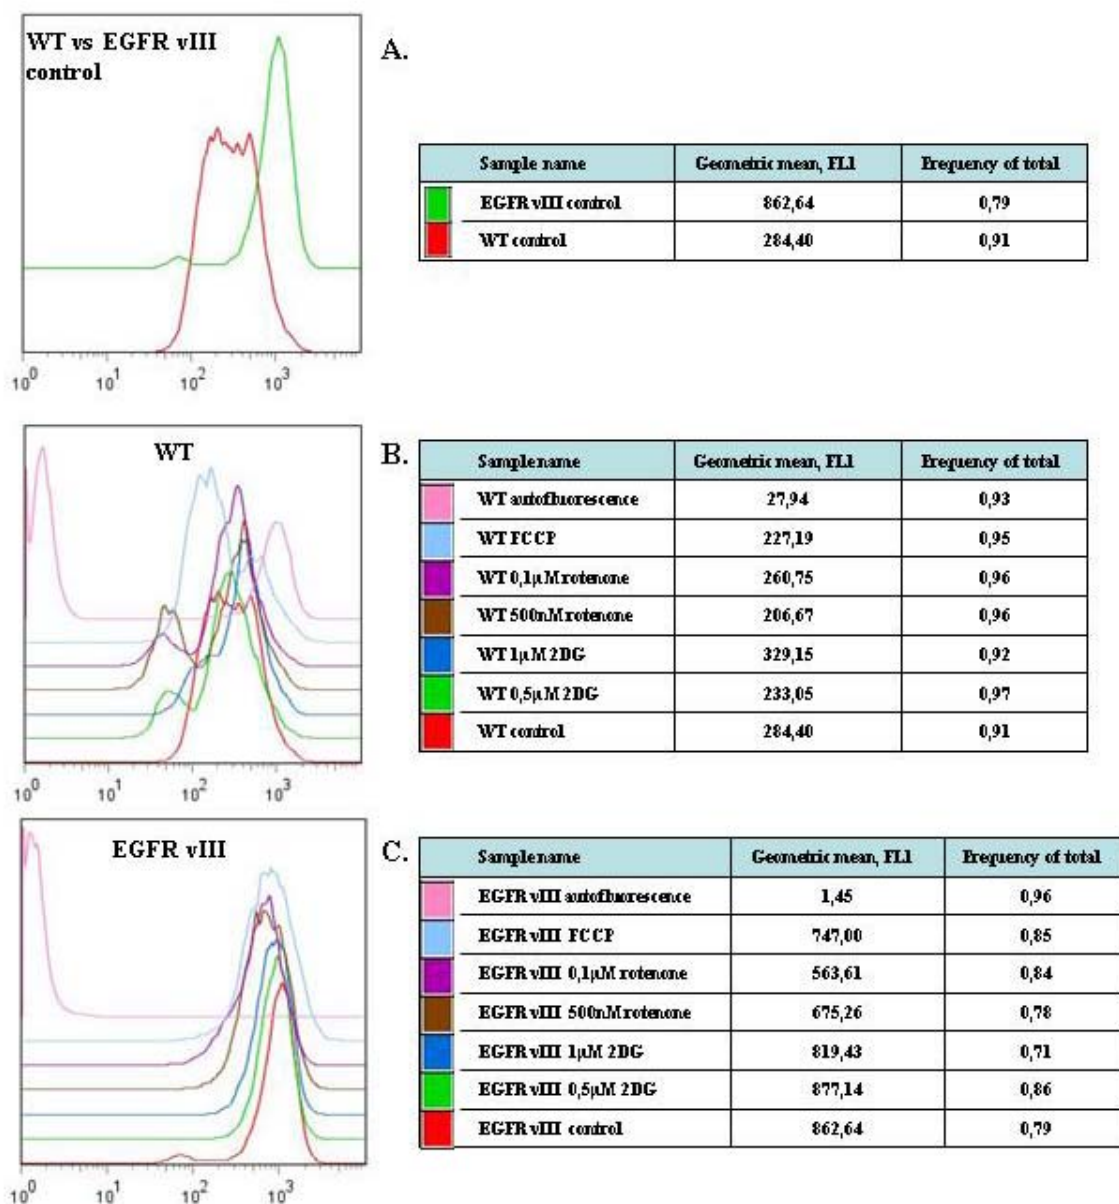 WT vs EGFR vIII
control
A.
Sample name Geometric mean, FL1 Frequency of total
EGFR vIII control 862,64 0,79
WT control 284,40 0,91
10^0 10^1 10^2 10^3
WT
B.
Sample name Geometric mean, FL1 Frequency of total
WT autofluorescence 27,94 0,93
WT FCCP 227,19 0,95
WT 0,1µM rotenone 260,75 0,96
WT 500nM rotenone 206,67 0,96
WT 1µM 2DG 329,15 0,92
WT 0,5µM 2DG 233,05 0,97
WT control 284,40 0,91
10^0 10^1 10^2 10^3
EGFR vIII
C.
Sample name Geometric mean, FL1 Frequency of total
EGFR vIII autofluorescence 1,45 0,96
EGFR vIII FCCP 747,00 0,85
EGFR vIII 0,1µM rotenone 563,61 0,84
EGFR vIII 500nM rotenone 675,26 0,78
EGFR vIII 1µM 2DG 819,43 0,71
EGFR vIII 0,5µM 2DG 877,14 0,86
EGFR vIII control 862,64 0,79
10^0 10^1 10^2 10^3